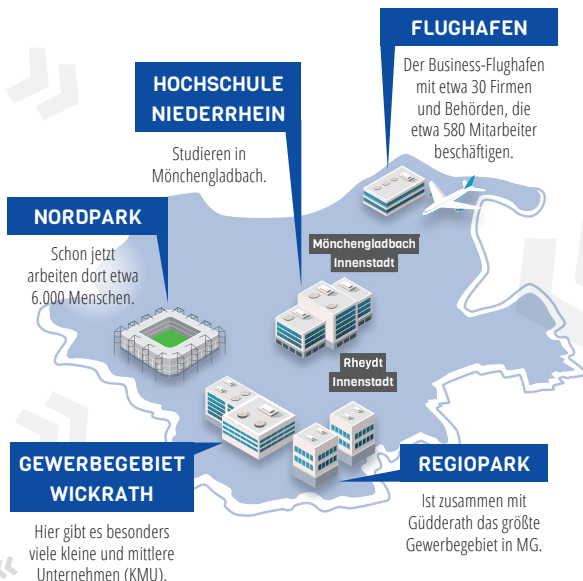 FLUGHAFEN
Der Business-Flughafen
mit etwa 30 Firmen
und Behörden, die
etwa 580 Mitarbeiter
beschäftigen.
HOCHSCHULE
NIEDERRHEIN
Studieren in
Mönchengladbach.
NORDPARK
Schon jetzt
arbeiten dort etwa
6.000 Menschen.
Mönchengladbach
Innenstadt
Rheydt
Innenstadt
GEWERBEGEBIET
WICKRATH
Hier gibt es besonders
viele kleine und mittlere
Unternehmen (KMU).
REGIOPARK
Ist zusammen mit
Güdderath das größte
Gewerbegebiet in MG.